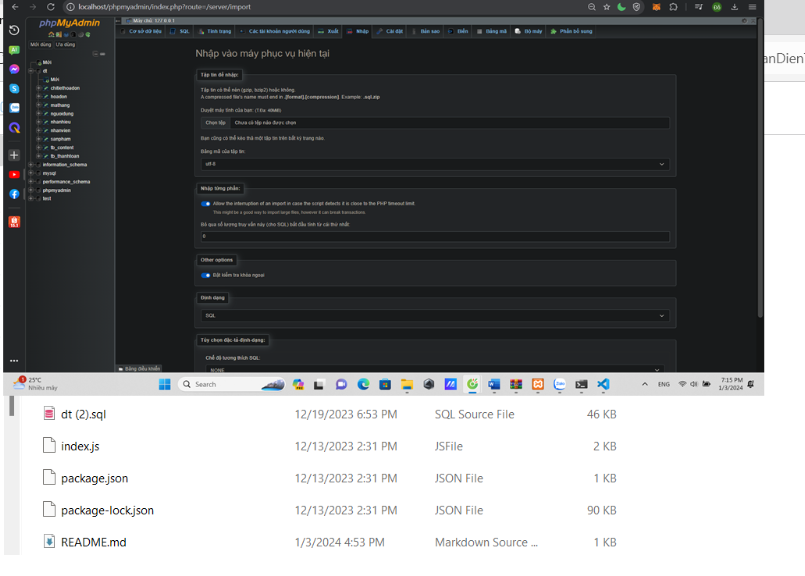 localhost/phpmyadmin/index.php?route=/server/import
phpMyAdmin
Máy chủ: 127.0.0.1
Cơ sở dữ liệu SQL Tình trạng Các tài khoản người dùng Xuất Nhập Cài đặt Bản sao Biến Bảng mã Bộ máy Phần bổ sung
Mới dùng Ưa dùng
Mới
dt
Mới
chitiethoadon
hoadon
mathang
nguoidung
nhanhieu
nhanvien
sanpham
tb_content
tb_thanhtoan
information_schema
mysql
performance_schema
phpmyadmin
test
Nhập vào máy phục vụ hiện tại
Tập tin để nhập:
Tập tin có thể nén (gzip, bzip2) hoặc không.
A compressed file's name must end in .[format].[compression]. Example: .sql.zip
Duyệt máy tính của bạn: (Tối đa: 40MiB)
Chọn tệp Chưa có tệp nào được chọn
Bạn cũng có thể kéo thả một tập tin trên bất kỳ trang nào.
Bảng mã của tập tin:
utf-8
Nhập từng phần:
Allow the interruption of an import in case the script detects it is close to the PHP timeout limit.
This might be a good way to import large files, however it can break transactions.
Bỏ qua số lượng truy vấn này (cho SQL) bắt đầu tính từ cái thứ nhất:
0
Other options
Bật kiểm tra khóa ngoại
Định dạng
SQL
Tùy chọn đặc-tả-định-dạng:
Chế độ tương thích SQL:
NONE
Bảng điều khiển
25°C
Nhiều mây
Search
ENG
7:15 PM
1/3/2024
anDienT
dt (2).sql 12/19/2023 6:53 PM SQL Source File 46 KB
index.js 12/13/2023 2:31 PM JSFile 2 KB
package.json 12/13/2023 2:31 PM JSON File 1 KB
package-lock.json 12/13/2023 2:31 PM JSON File 90 KB
README.md 1/3/2024 4:53 PM Markdown Source ... 1 KB